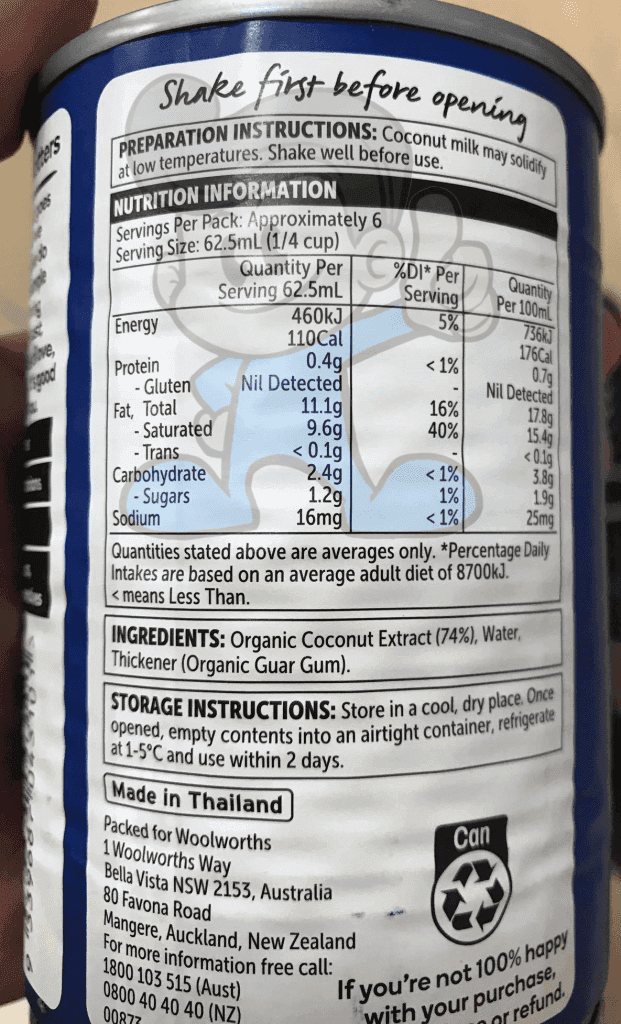 Shake first before opening
PREPARATION INSTRUCTIONS: Coconut milk may solidify
at low temperatures. Shake well before use.
NUTRITION INFORMATION
Servings Per Pack: Approximately 6
Serving Size: 62.5mL (1/4 cup)
Quantity Per Serving 62.5mL %DI* Per Serving Quantity Per 100mL
Energy 460kJ 5% 736kJ
110Cal 176Cal
Protein 0.4g < 1% 0.7g
- Gluten Nil Detected - Nil Detected
Fat, Total 11.1g 16% 17.8g
- Saturated 9.6g 40% 15.4g
- Trans < 0.1g - < 0.1g
Carbohydrate 2.4g < 1% 3.8g
- Sugars 1.2g 1% 1.9g
Sodium 16mg < 1% 25mg
Quantities stated above are averages only. *Percentage Daily
Intakes are based on an average adult diet of 8700kJ.
< means Less Than.
INGREDIENTS: Organic Coconut Extract (74%), Water,
Thickener (Organic Guar Gum).
STORAGE INSTRUCTIONS: Store in a cool, dry place. Once
opened, empty contents into an airtight container, refrigerate
at 1-5°C and use within 2 days.
Made in Thailand
Packed for Woolworths
1 Woolworths Way
Bella Vista NSW 2153, Australia
80 Favona Road
Mangere, Auckland, New Zealand
For more information free call:
1800 103 515 (Aust)
0800 40 40 40 (NZ)
Can
If you're not 100% happy
with your purchase,
or refund.